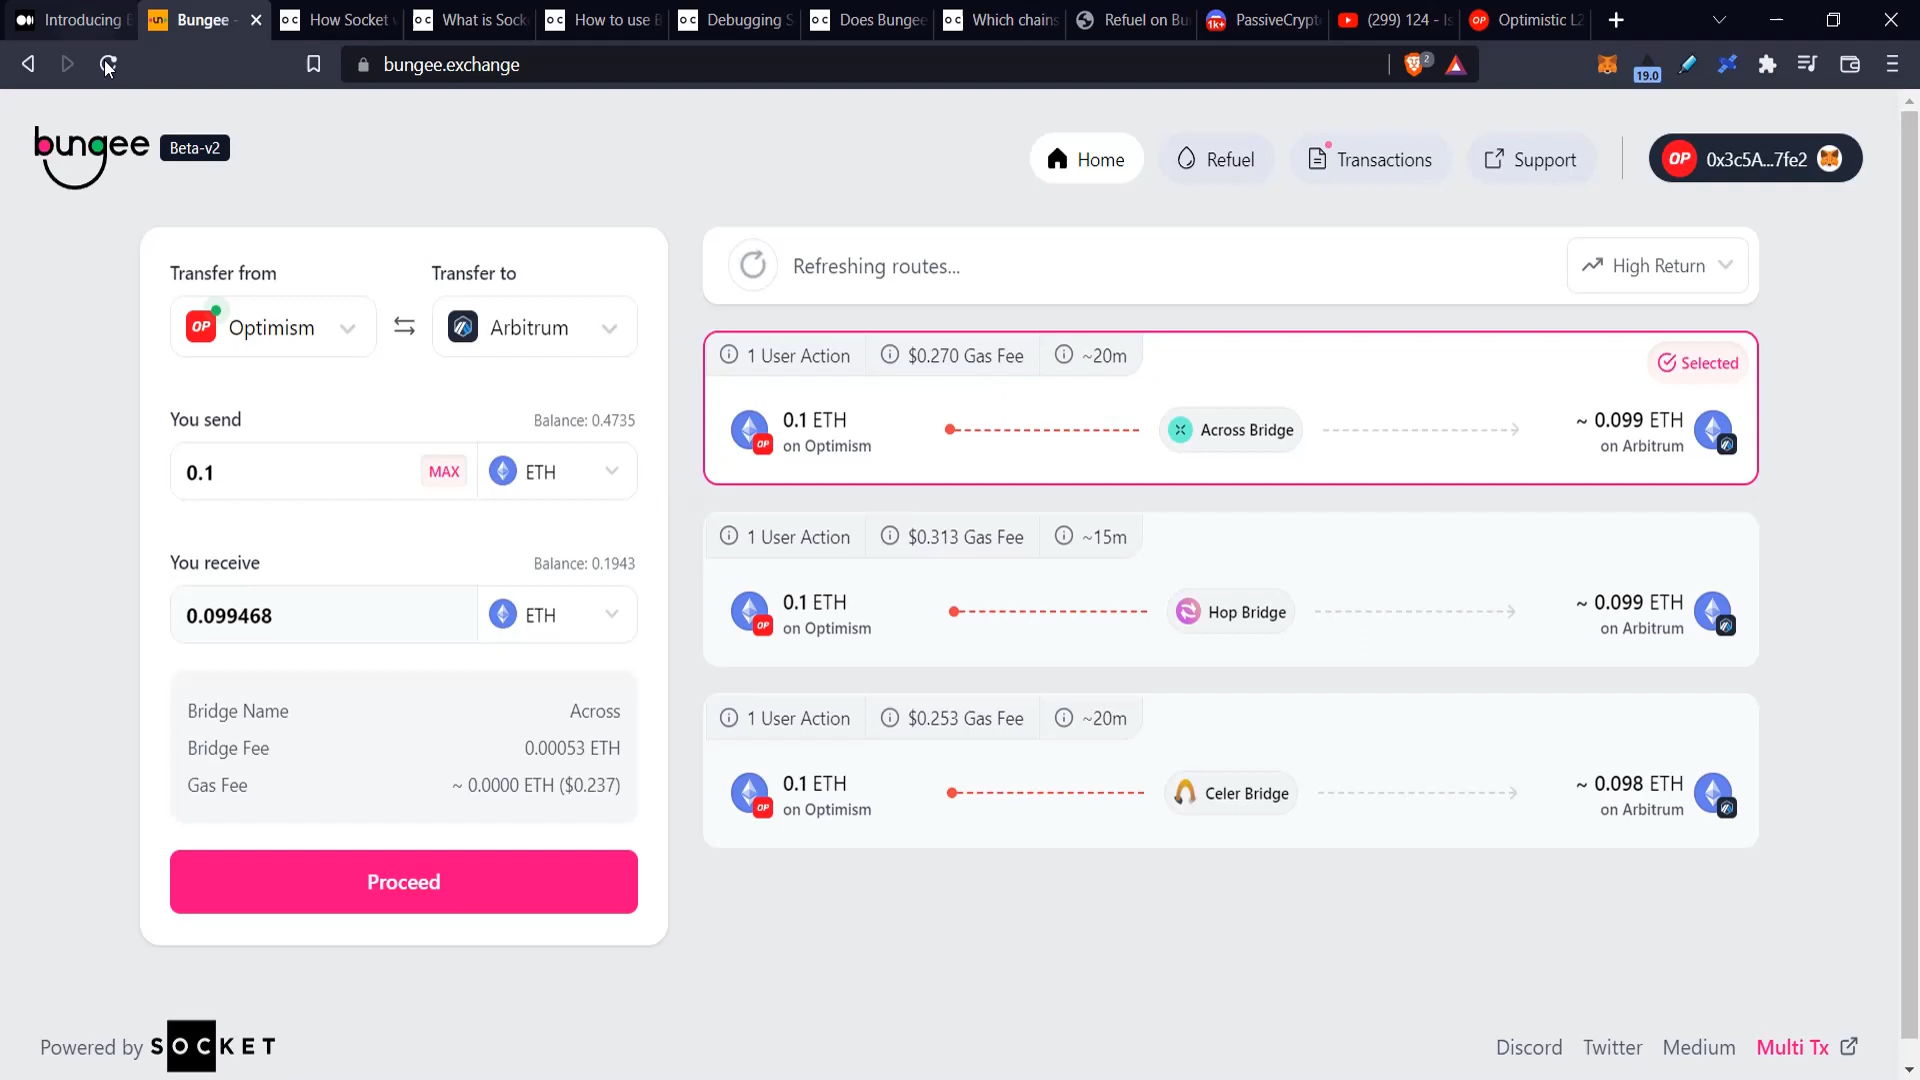 Introducing
Bungee -
How Socket
What is Sock
How to use B
Debugging S
Does Bungee
Which chains
Refuel on Bu
PassiveCrypt
(299) 124 - Is
Optimistic L2
bungee.exchange
2
19.0
bungee
Beta-v2
Home
Refuel
Transactions
Support
OP
0x3c5A...7fe2
Transfer from
Transfer to
OP
Optimism
Arbitrum
You send
Balance: 0.4735
0.1
MAX
ETH
You receive
Balance: 0.1943
0.099468
ETH
Bridge Name
Across
Bridge Fee
0.00053 ETH
Gas Fee
~ 0.0000 ETH ($0.237)
Proceed
Refreshing routes...
High Return
1 User Action
$0.270 Gas Fee
~20m
Selected
0.1 ETH
on Optimism
OP
Across Bridge
~ 0.099 ETH
on Arbitrum
1 User Action
$0.313 Gas Fee
~15m
0.1 ETH
on Optimism
OP
Hop Bridge
~ 0.099 ETH
on Arbitrum
1 User Action
$0.253 Gas Fee
~20m
0.1 ETH
on Optimism
OP
Celer Bridge
~ 0.098 ETH
on Arbitrum
Powered by SOCKET
Discord
Twitter
Medium
Multi Tx